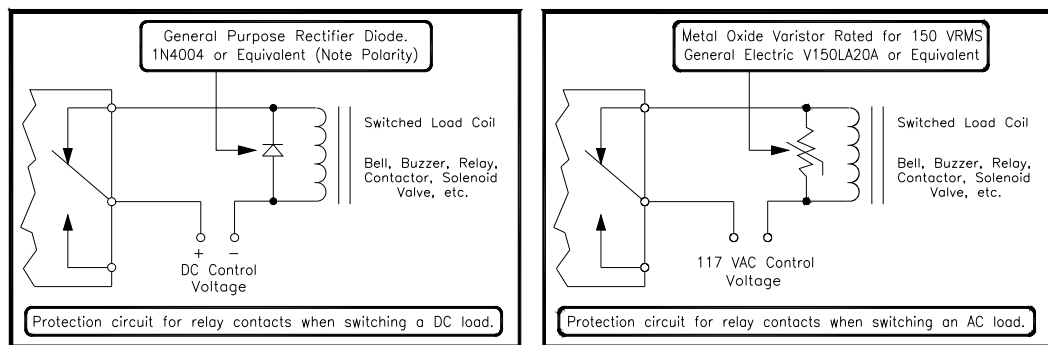 General Purpose Rectifier Diode.
1N4004 or Equivalent (Note Polarity)
Switched Load Coil
Bell, Buzzer, Relay,
Contactor, Solenoid
Valve, etc.
+ −
DC Control
Voltage
Protection circuit for relay contacts when switching a DC load.
Metal Oxide Varistor Rated for 150 VRMS
General Electric V150LA20A or Equivalent
Switched Load Coil
Bell, Buzzer, Relay,
Contactor, Solenoid
Valve, etc.
117 VAC Control
Voltage
Protection circuit for relay contacts when switching an AC load.